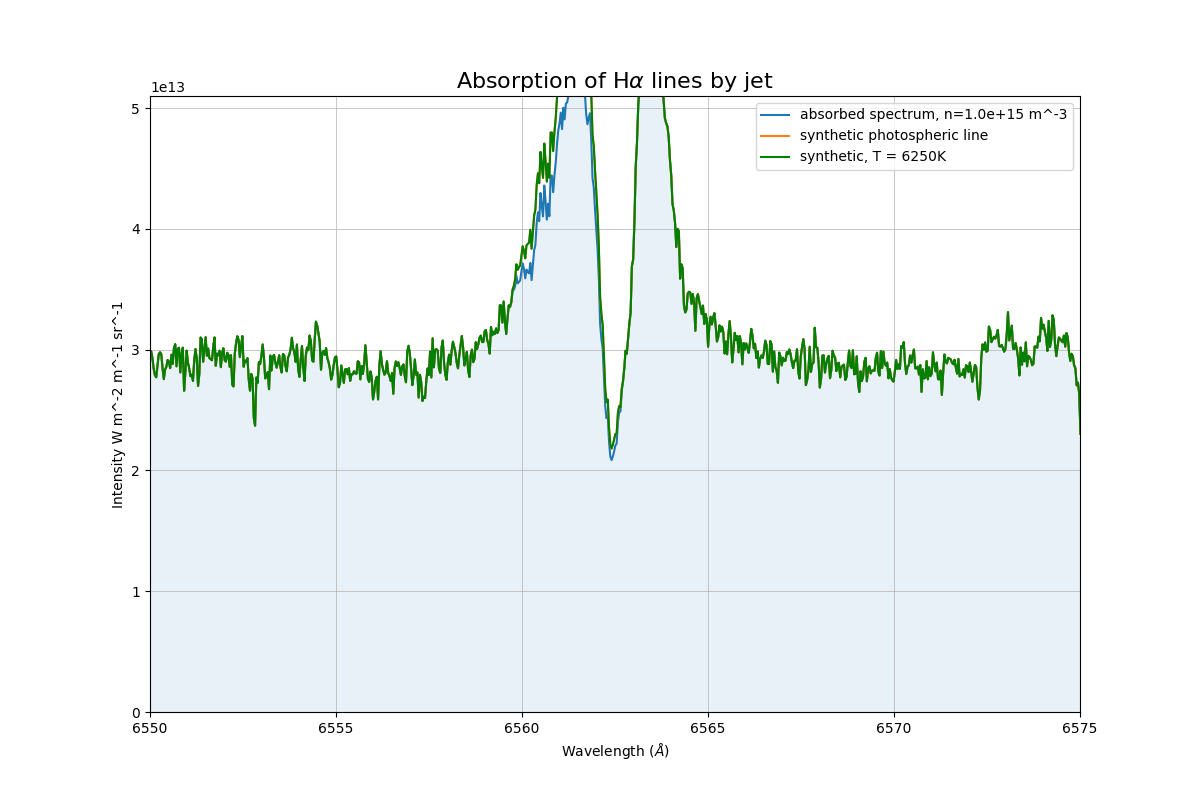 Absorption of Hα lines by jet
1e13
absorbed spectrum, n=1.0e+15 m^-3
synthetic photospheric line
synthetic, T = 6250K
5
4
3
2
1
0
Intensity W m^-2 m^-1 sr^-1
6550 6555 6560 6565 6570 6575
Wavelength (Å)